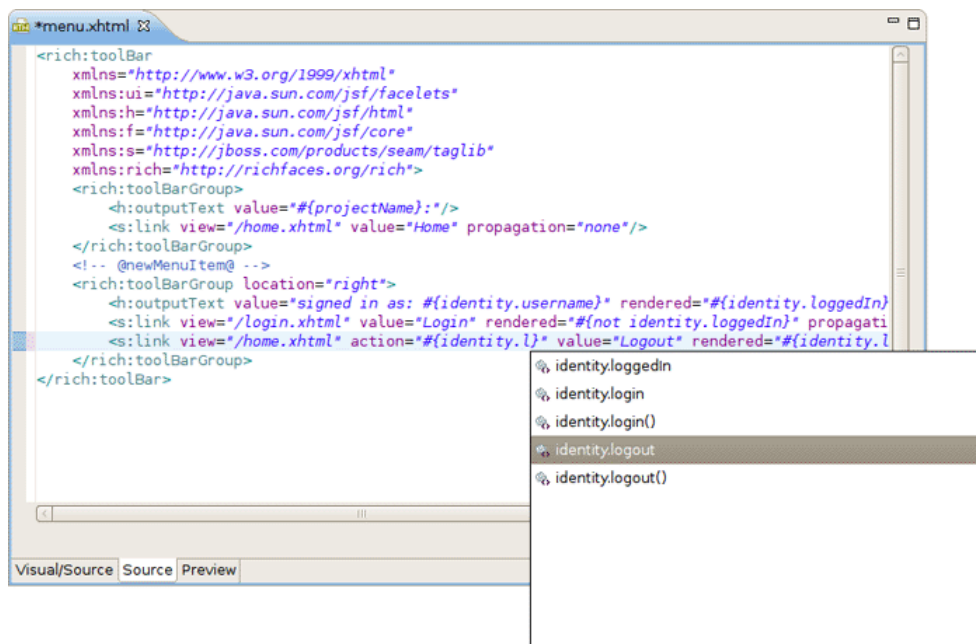 *menu.xhtml
<rich:toolBar
xmlns="http://www.w3.org/1999/xhtml"
xmlns:ui="http://java.sun.com/jsf/facelets"
xmlns:h="http://java.sun.com/jsf/html"
xmlns:f="http://java.sun.com/jsf/core"
xmlns:s="http://jboss.com/products/seam/taglib"
xmlns:rich="http://richfaces.org/rich">
<rich:toolBarGroup>
<h:outputText value="#{projectName}:"/>
<s:link view="/home.xhtml" value="Home" propagation="none"/>
</rich:toolBarGroup>
<!-- @newMenuItem@ -->
<rich:toolBarGroup location="right">
<h:outputText value="signed in as: #{identity.username}" rendered="#{identity.loggedIn}
<s:link view="/login.xhtml" value="Login" rendered="#{not identity.loggedIn}" propagati
<s:link view="/home.xhtml" action="#{identity.l}" value="Logout" rendered="#{identity.l
</rich:toolBarGroup>
</rich:toolBar>
identity.loggedIn
identity.login
identity.login()
identity.logout
identity.logout()
Visual/Source Source Preview